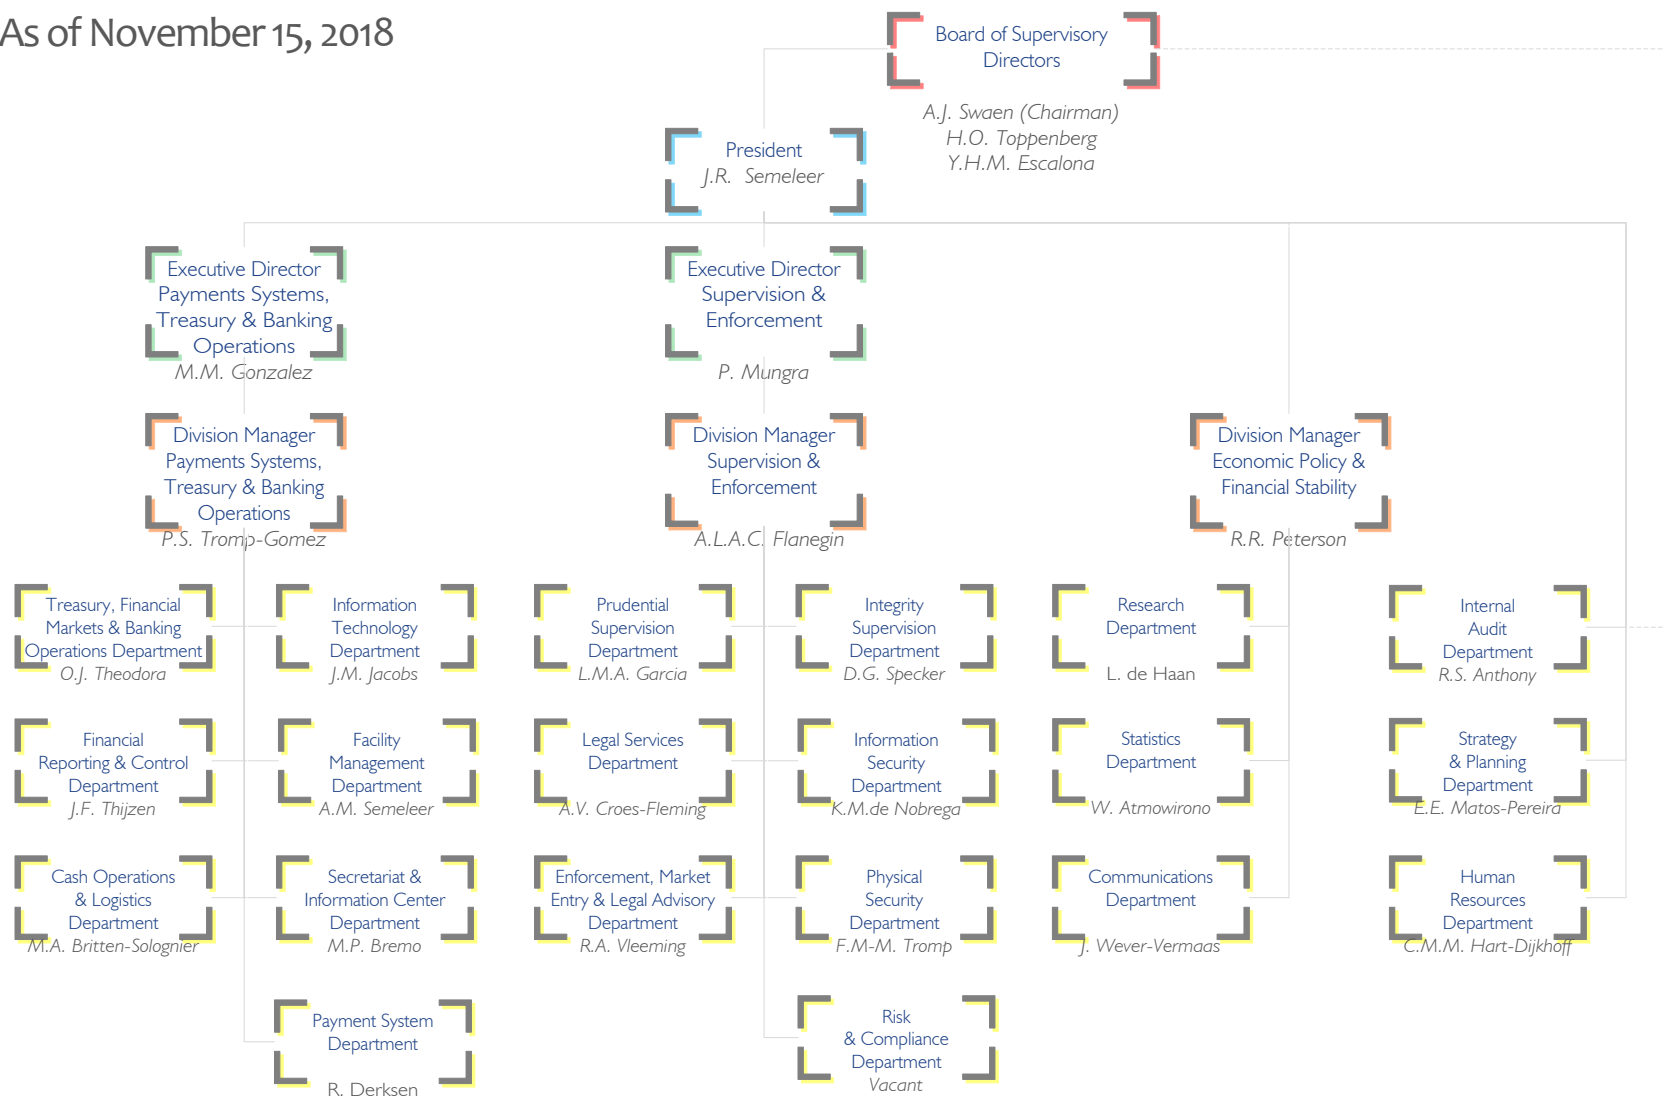 As of November 15, 2018
Board of Supervisory
Directors
A.J. Swaen (Chairman)
H.O. Toppenberg
Y.H.M. Escalona
President
J.R. Semeleer
Executive Director
Payments Systems,
Treasury & Banking
Operations
M.M. Gonzalez
Executive Director
Supervision &
Enforcement
P. Mungra
Division Manager
Payments Systems,
Treasury & Banking
Operations
P.S. Tromp-Gomez
Division Manager
Supervision &
Enforcement
A.L.A.C. Flanegin
Division Manager
Economic Policy &
Financial Stability
R.R. Peterson
Treasury, Financial
Markets & Banking
Operations Department
O.J. Theodora
Information
Technology
Department
J.M. Jacobs
Prudential
Supervision
Department
L.M.A. Garcia
Integrity
Supervision
Department
D.G. Specker
Research
Department
L. de Haan
Internal
Audit
Department
R.S. Anthony
Financial
Reporting & Control
Department
J.F. Thijzen
Facility
Management
Department
A.M. Semeleer
Legal Services
Department
A.V. Croes-Fleming
Information
Security
Department
K.M.de Nobrega
Statistics
Department
W. Atmowirono
Strategy
& Planning
Department
E.E. Matos-Pereira
Cash Operations
& Logistics
Department
M.A. Britten-Solognier
Secretariat &
Information Center
Department
M.P. Bremo
Enforcement, Market
Entry & Legal Advisory
Department
R.A. Vleeming
Physical
Security
Department
F.M-M. Tromp
Communications
Department
J. Wever-Vermaas
Human
Resources
Department
C.M.M. Hart-Dijkhoff
Payment System
Department
R. Derksen
Risk
& Compliance
Department
Vacant